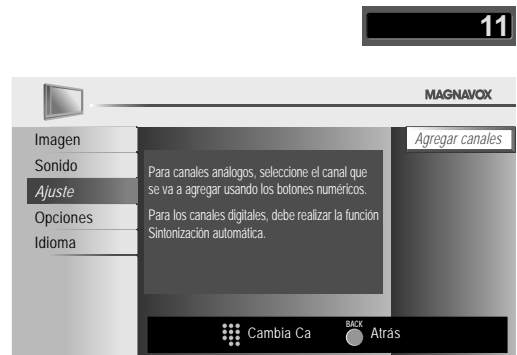 11
MAGNAVOX
Imagen
Sonido
Ajuste
Opciones
Idioma
Agregar canales
Para canales análogos, seleccione el canal que
se va a agregar usando los botones numéricos.
Para los canales digitales, debe realizar la función
Sintonización automática.
Cambia Ca
BACK
Atrás